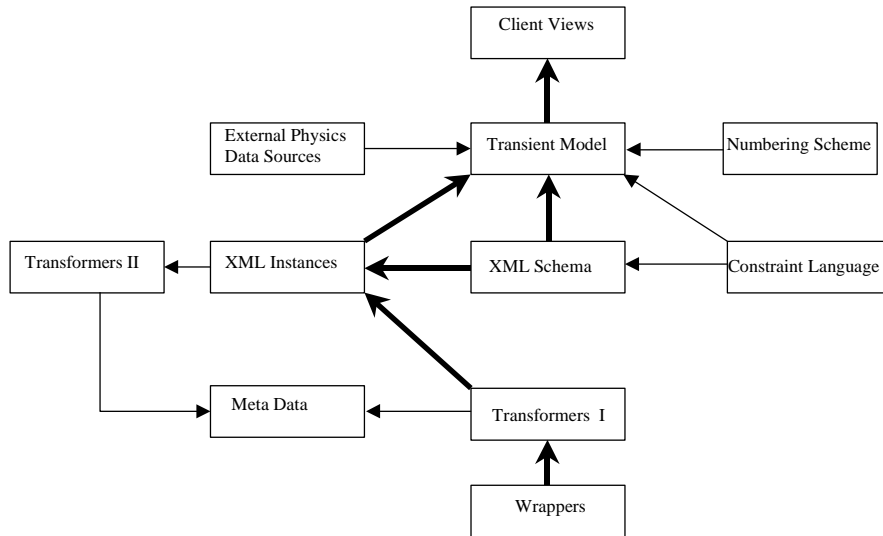 Client Views
External Physics
Data Sources
Transient Model
Numbering Scheme
Transformers II
XML Instances
XML Schema
Constraint Language
Meta Data
Transformers I
Wrappers